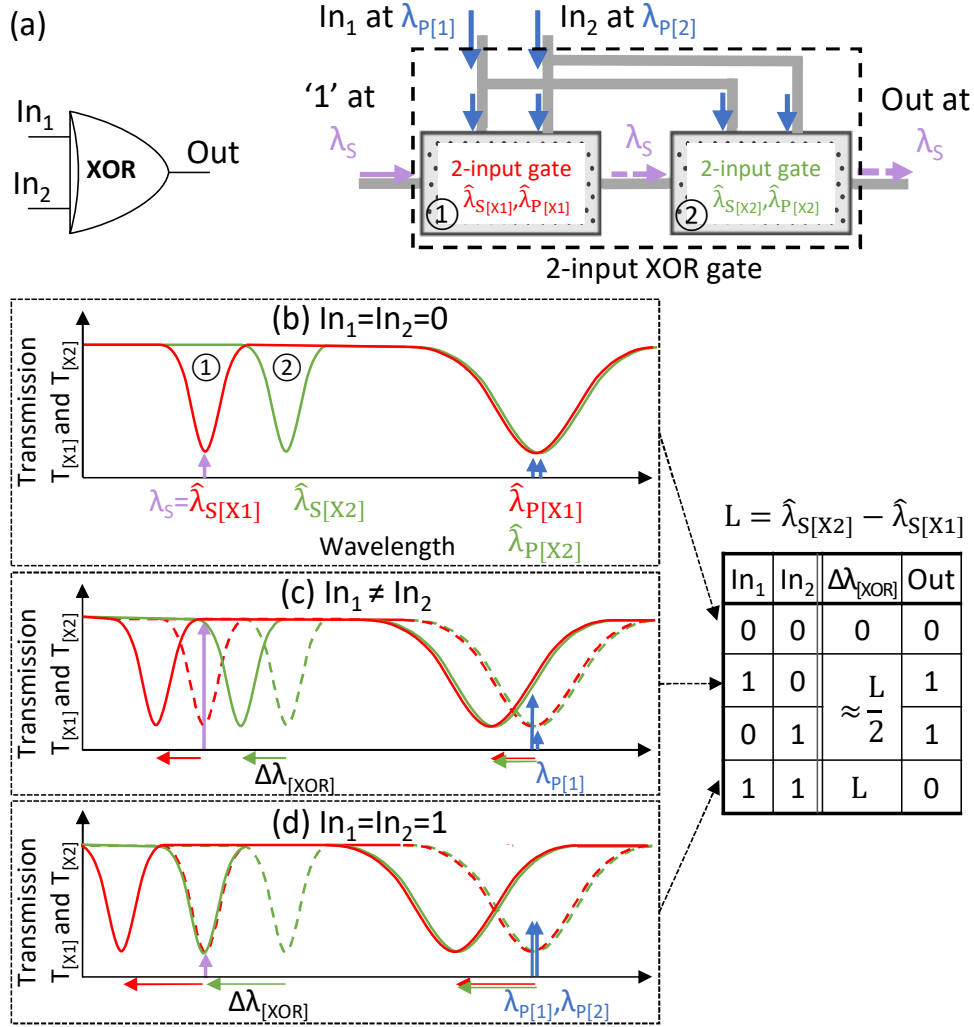 (a)
In₁ at λP[1]
In₂ at λP[2]
In₁
In₂
XOR
Out
'1' at
λS
λS
Out at
λS
2-input gate
λ̂S[X1],λ̂P[X1]
1
2-input gate
λ̂S[X2],λ̂P[X2]
2
2-input XOR gate
(b) In₁=In₂=0
Transmission
T[X1] and T[X2]
1
2
λS=λ̂S[X1]
λ̂S[X2]
λ̂P[X1]
λ̂P[X2]
Wavelength
(c) In₁ ≠ In₂
Transmission
T[X1] and T[X2]
Δλ[XOR]
λP[1]
(d) In₁=In₂=1
Transmission
T[X1] and T[X2]
Δλ[XOR]
λP[1],λP[2]
L = λ̂S[X2] − λ̂S[X1]
In₁ In₂ Δλ[XOR] Out
0 0 0 0
1 0 ≈ L/2 1
0 1 1
1 1 L 0